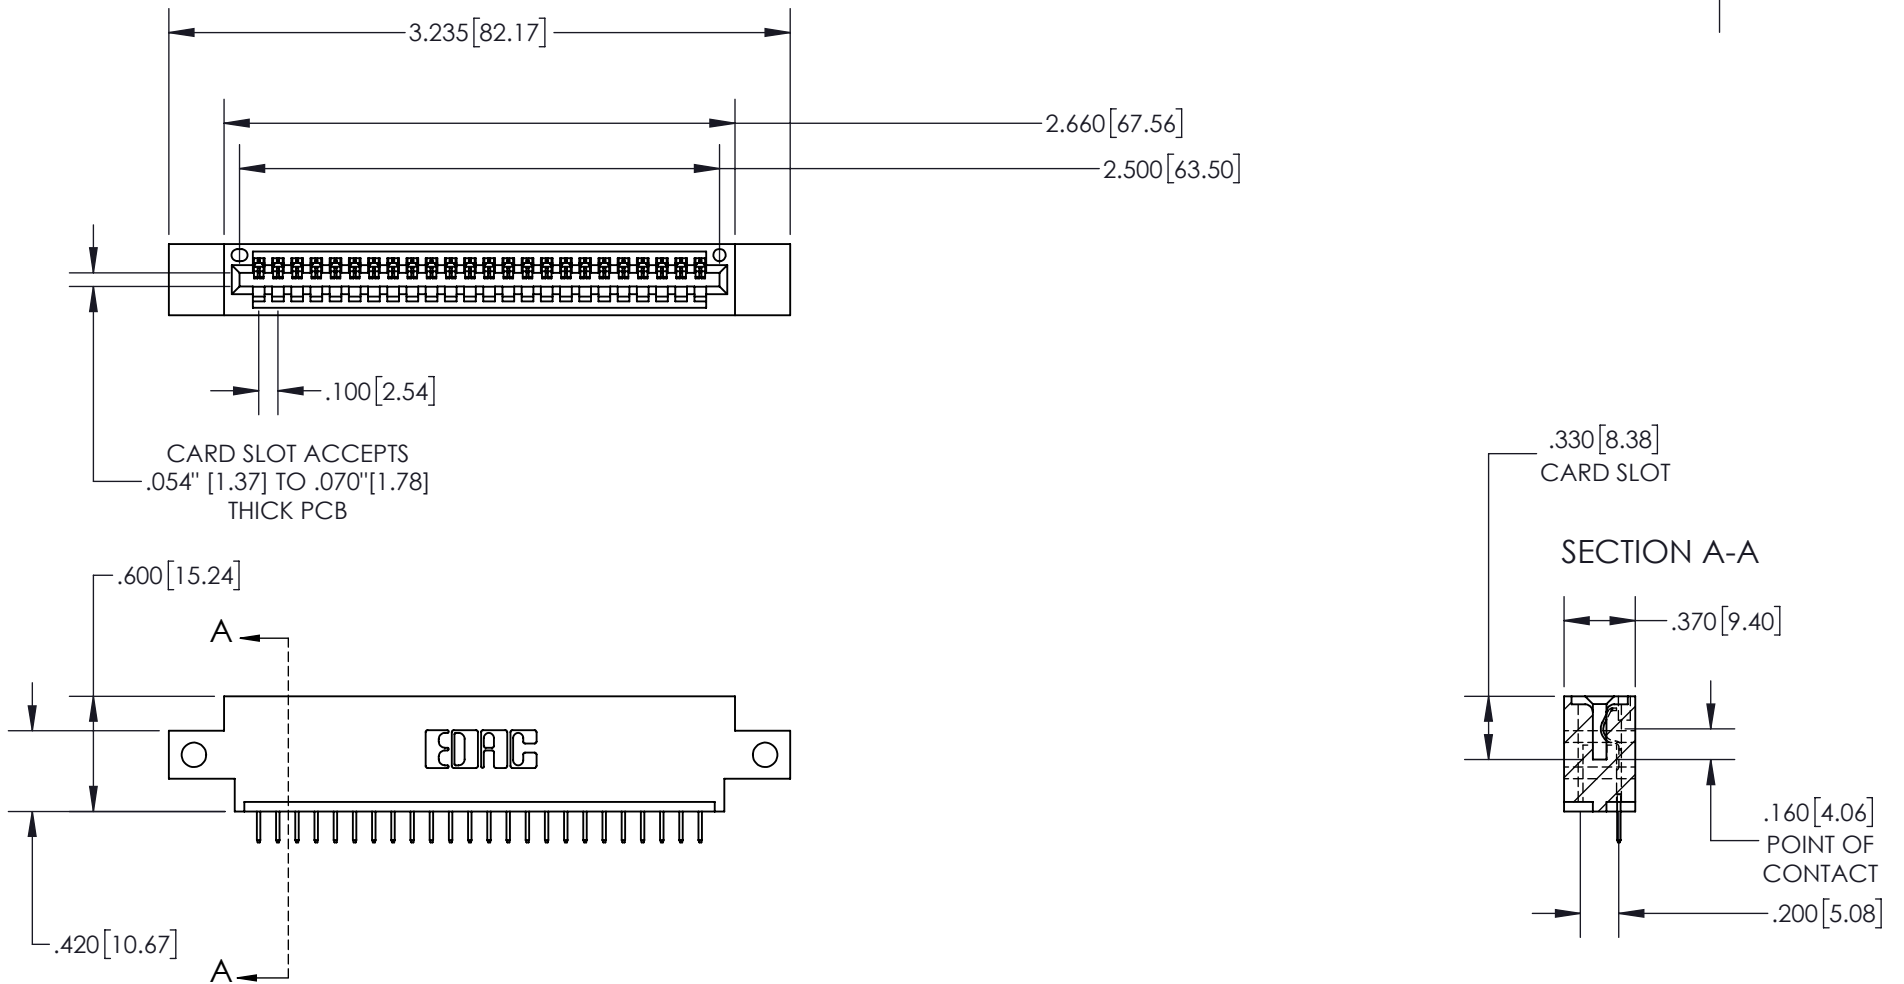 3.235[82.17]
2.660[67.56]
2.500[63.50]
.100[2.54]
CARD SLOT ACCEPTS
.054" [1.37] TO .070"[1.78]
THICK PCB
.330[8.38]
CARD SLOT
SECTION A-A
.600[15.24]
.370[9.40]
A
EDAC
.160[4.06]
POINT OF
CONTACT
.200[5.08]
.420[10.67]
A